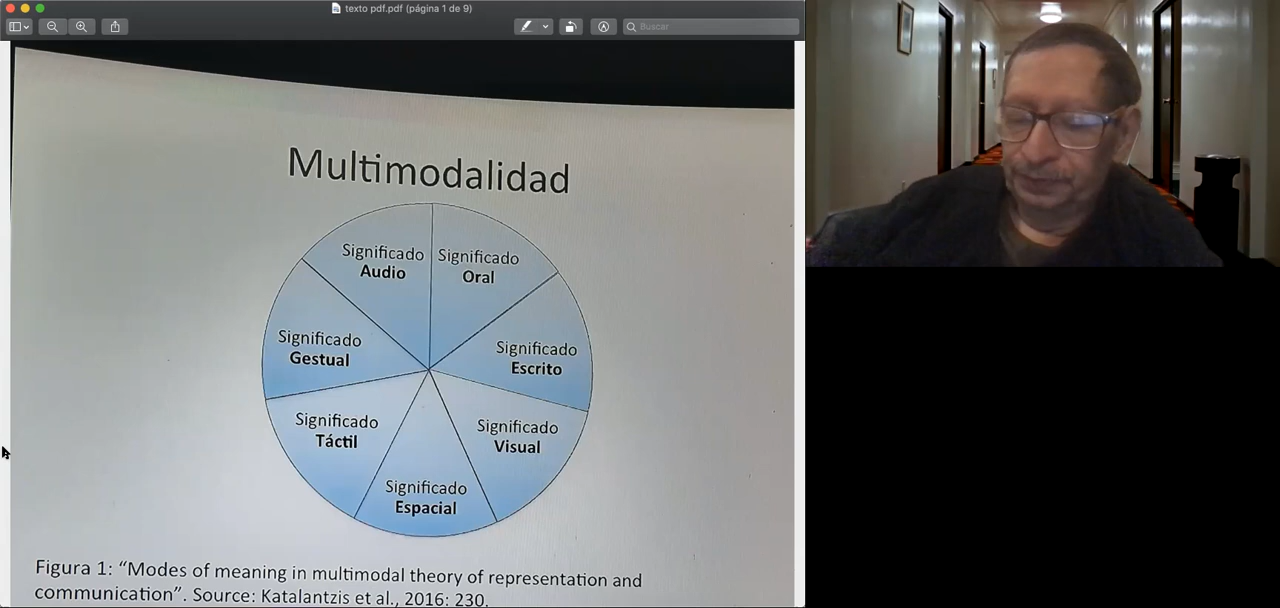 texto pdf.pdf (página 1 de 9)
Buscar
Multimodalidad
Significado
Audio
Significado
Oral
Significado
Gestual
Significado
Escrito
Significado
Táctil
Significado
Visual
Significado
Espacial
Figura 1: “Modes of meaning in multimodal theory of representation and
communication”. Source: Katalantzis et al., 2016: 230.